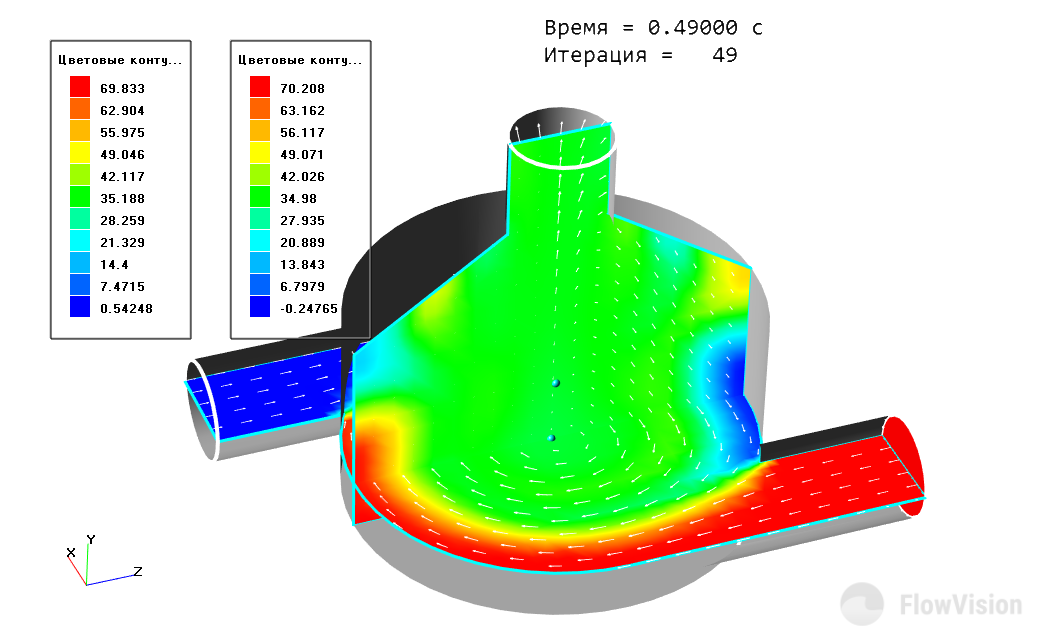 Время = 0.49000 с
Итерация = 49
Цветовые конту...
69.833
62.904
55.975
49.046
42.117
35.188
28.259
21.329
14.4
7.4715
0.54248
Цветовые конту...
70.208
63.162
56.117
49.071
42.026
34.98
27.935
20.889
13.843
6.7979
-0.24765
X
Y
Z
FlowVision